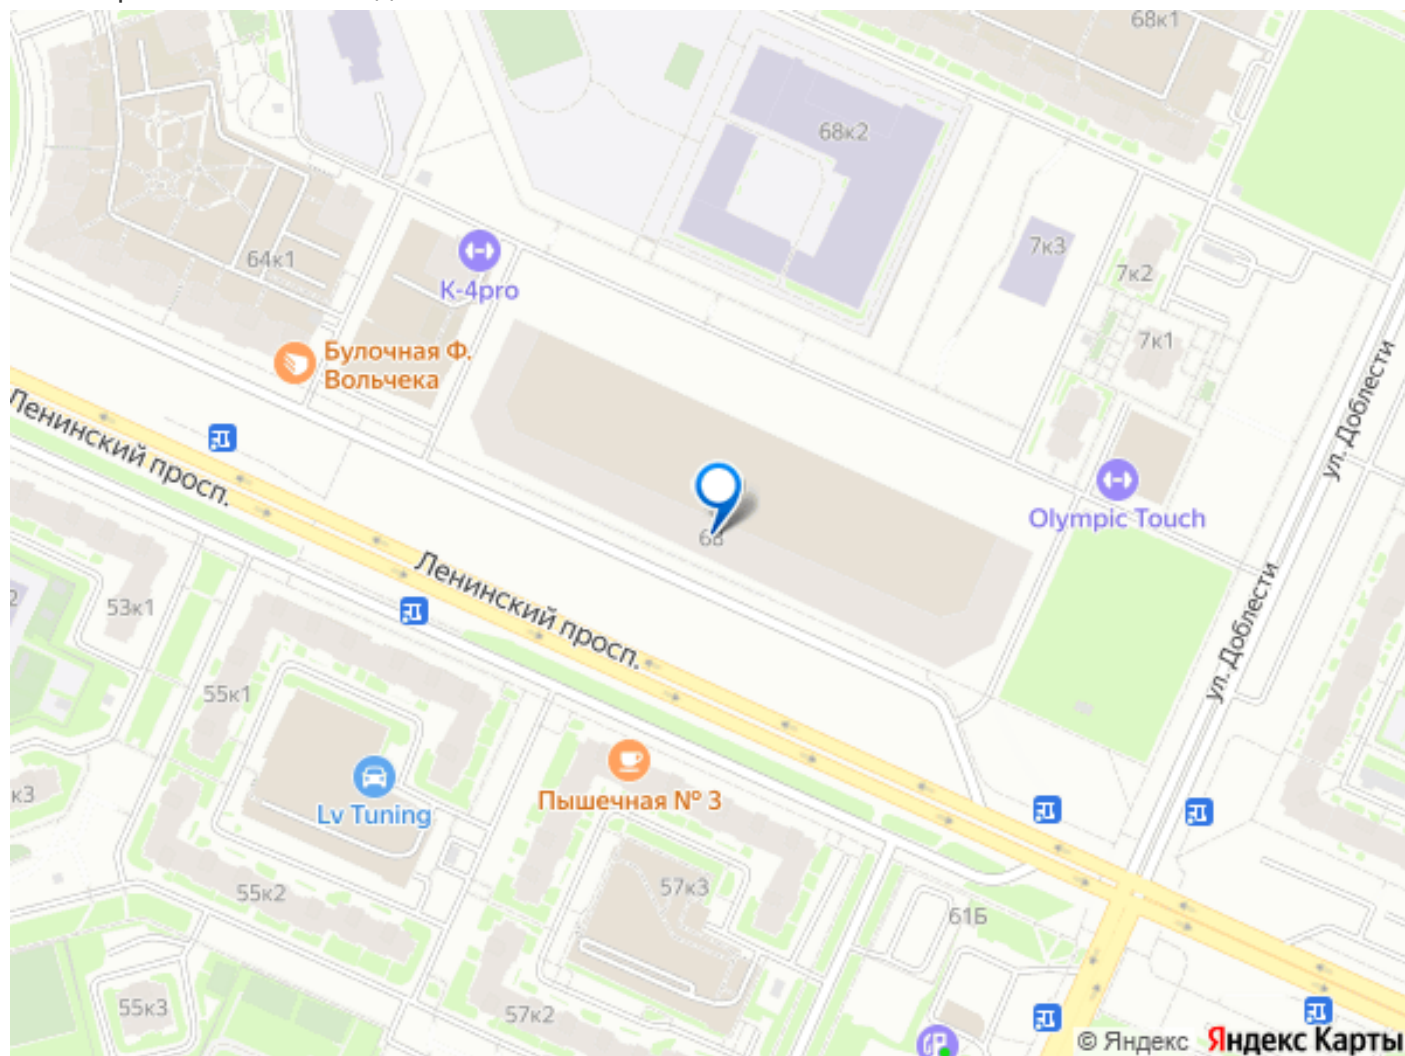 68к1
68к2
7к3
7к2
64к1
K-4pro
7к1
Булочная Ф.
Вольчека
Ленинский просп.
ул. Доблести
Olympic Touch
Ленинский просп.
53к1
ул. Доблести
55к1
к3
Lv Tuning
Пышечная № 3
55к2
57к3
61Б
55к3
57к2
© Яндекс Яндекс Карты